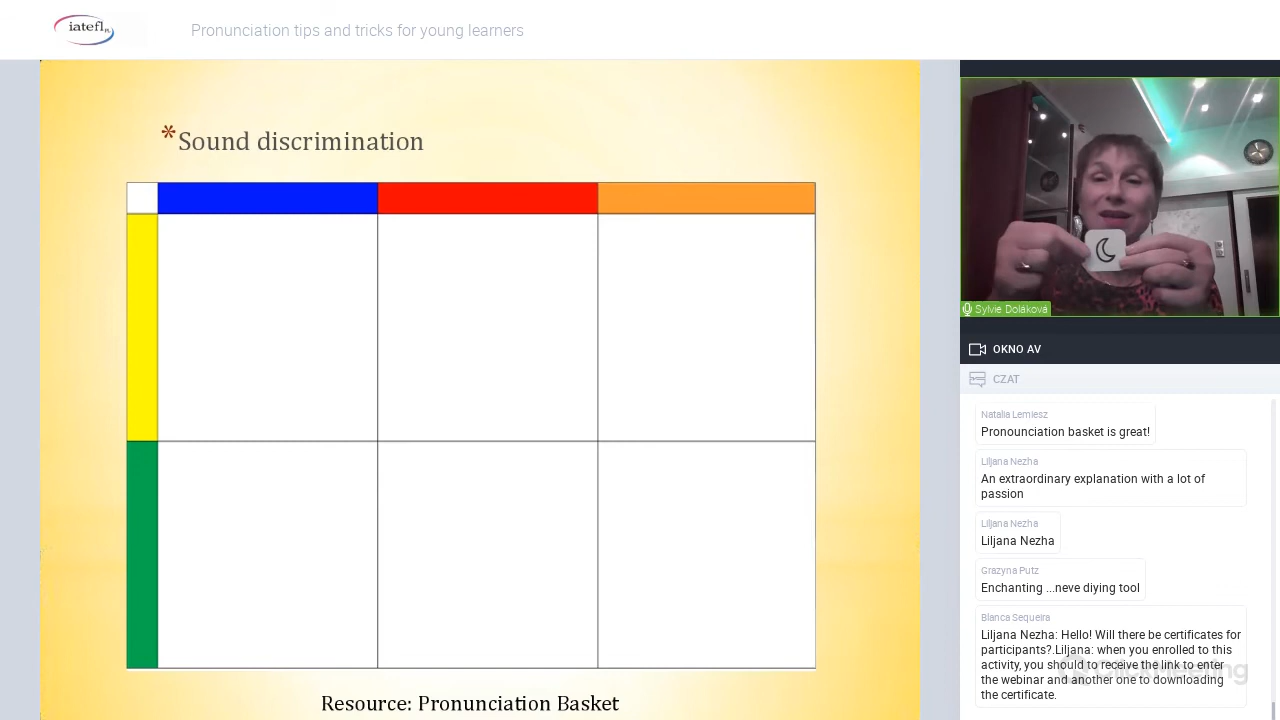 iatefl PL
Pronunciation tips and tricks for young learners
*Sound discrimination
Resource: Pronunciation Basket
Sylvie Doláková
OKNO AV
CZAT
Natalia Lemiesz
Pronounciation basket is great!
Liljana Nezha
An extraordinary explanation with a lot of
passion
Liljana Nezha
Liljana Nezha
Grazyna Putz
Enchanting ...neve diying tool
Blanca Sequeira
Liljana Nezha: Hello! Will there be certificates for
participants?.Liljana: when you enrolled to this
activity, you should to receive the link to enter
the webinar and another one to downloading
the certificate.
ClickMeeting